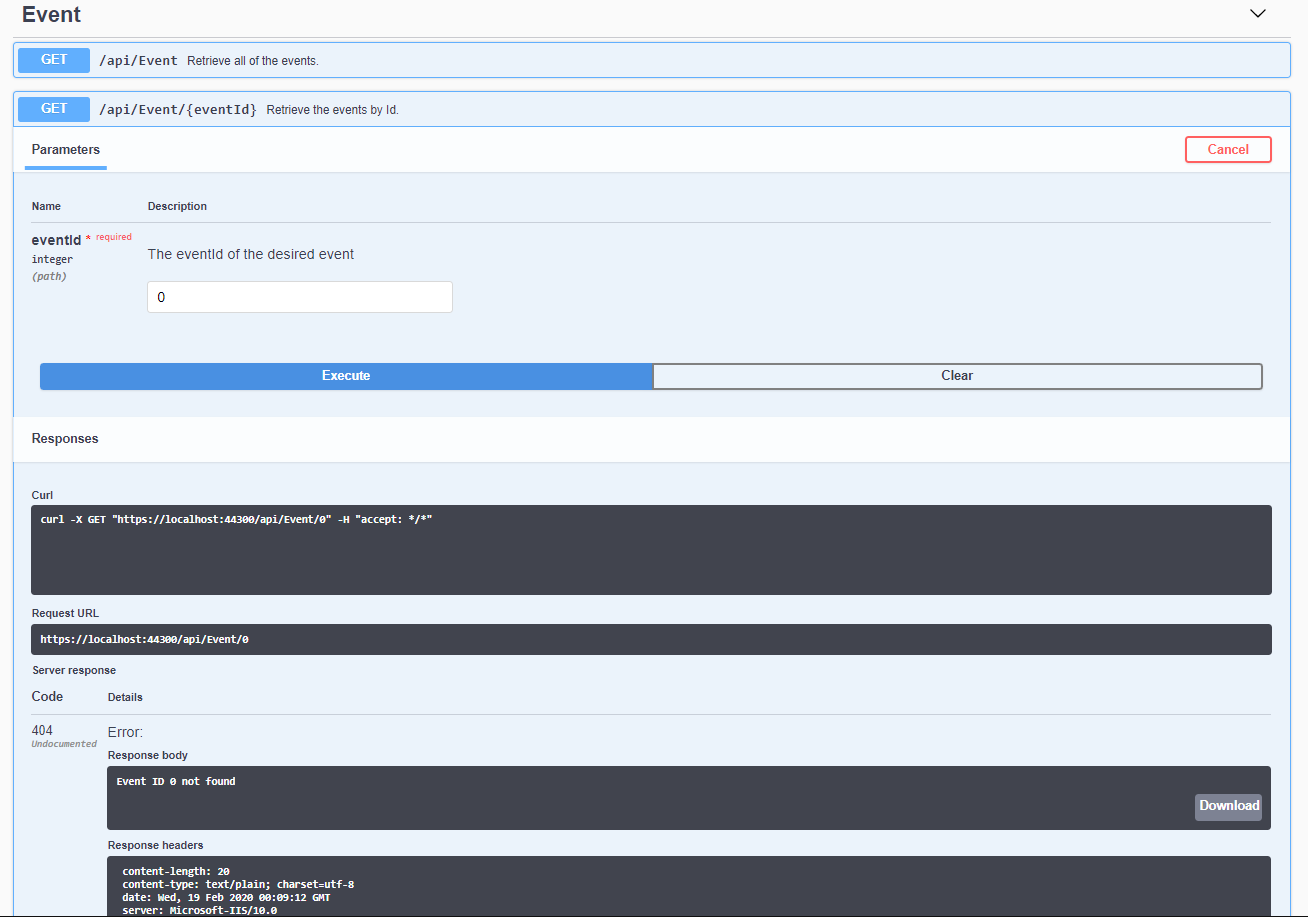 Event
GET /api/Event Retrieve all of the events.
GET /api/Event/{eventId} Retrieve the events by Id.
Parameters Cancel
Name Description
eventId * required
integer
(path)
The eventId of the desired event
0
Execute Clear
Responses
Curl
curl -X GET "https://localhost:44300/api/Event/0" -H "accept: */*"
Request URL
https://localhost:44300/api/Event/0
Server response
Code Details
404
Undocumented
Error:
Response body
Event ID 0 not found
Download
Response headers
content-length: 20
content-type: text/plain; charset=utf-8
date: Wed, 19 Feb 2020 00:09:12 GMT
server: Microsoft-IIS/10.0